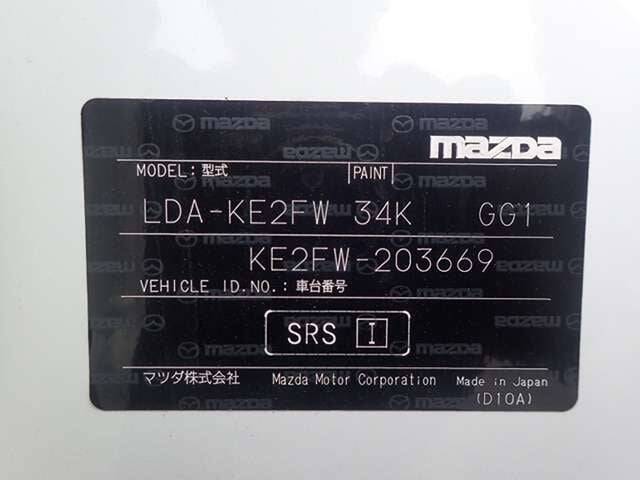 mazda
MODEL: 型式 PAINT
LDA-KE2FW 34K GG1
KE2FW-203669
VEHICLE ID.NO.: 車台番号
SRS I
マツダ株式会社 Mazda Motor Corporation Made in Japan
(D10A)